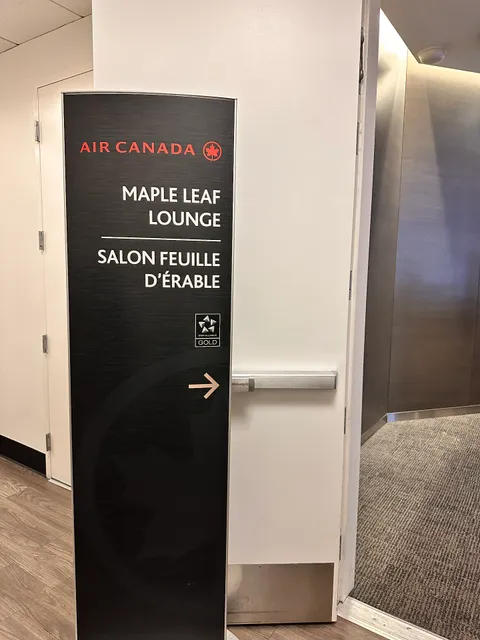 AIR CANADA
MAPLE LEAF
LOUNGE
SALON FEUILLE
D'ÉRABLE
GOLD